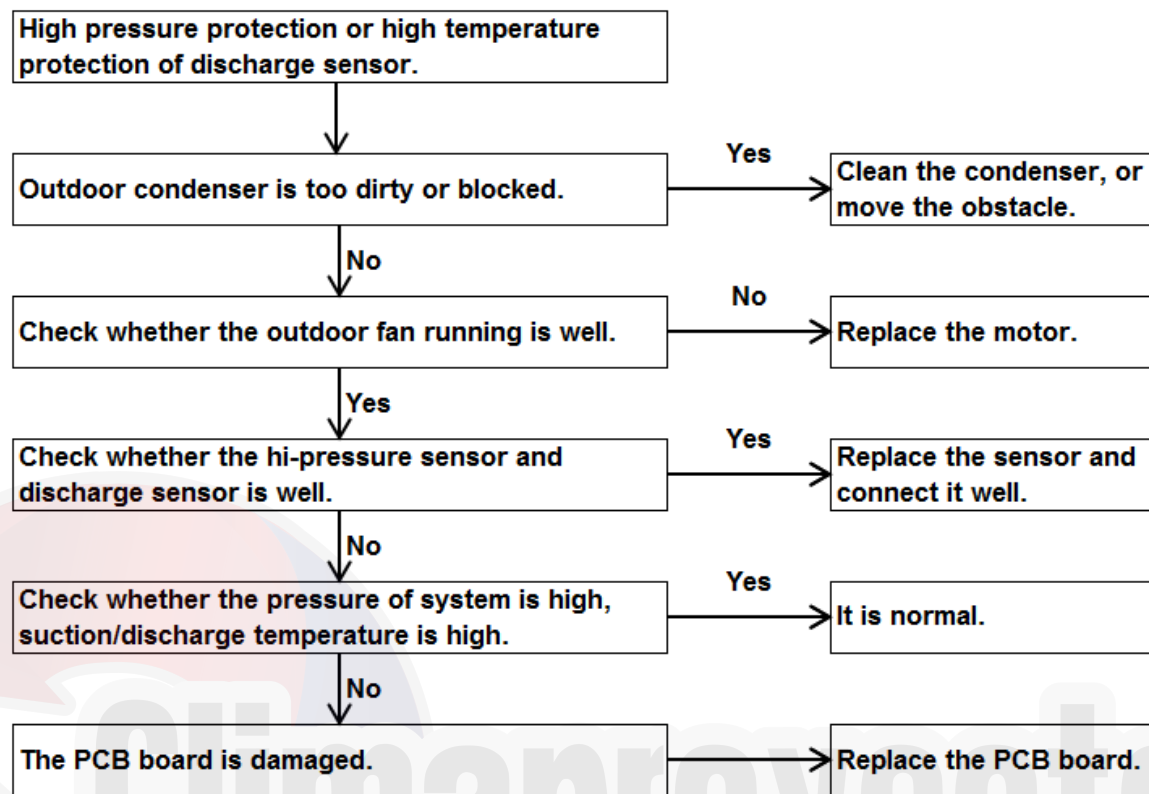 High pressure protection or high temperature
protection of discharge sensor.
Outdoor condenser is too dirty or blocked.
Yes
Clean the condenser, or
move the obstacle.
No
Check whether the outdoor fan running is well.
No
Replace the motor.
Yes
Check whether the hi-pressure sensor and
discharge sensor is well.
Yes
Replace the sensor and
connect it well.
No
Check whether the pressure of system is high,
suction/discharge temperature is high.
Yes
It is normal.
No
The PCB board is damaged.
Replace the PCB board.